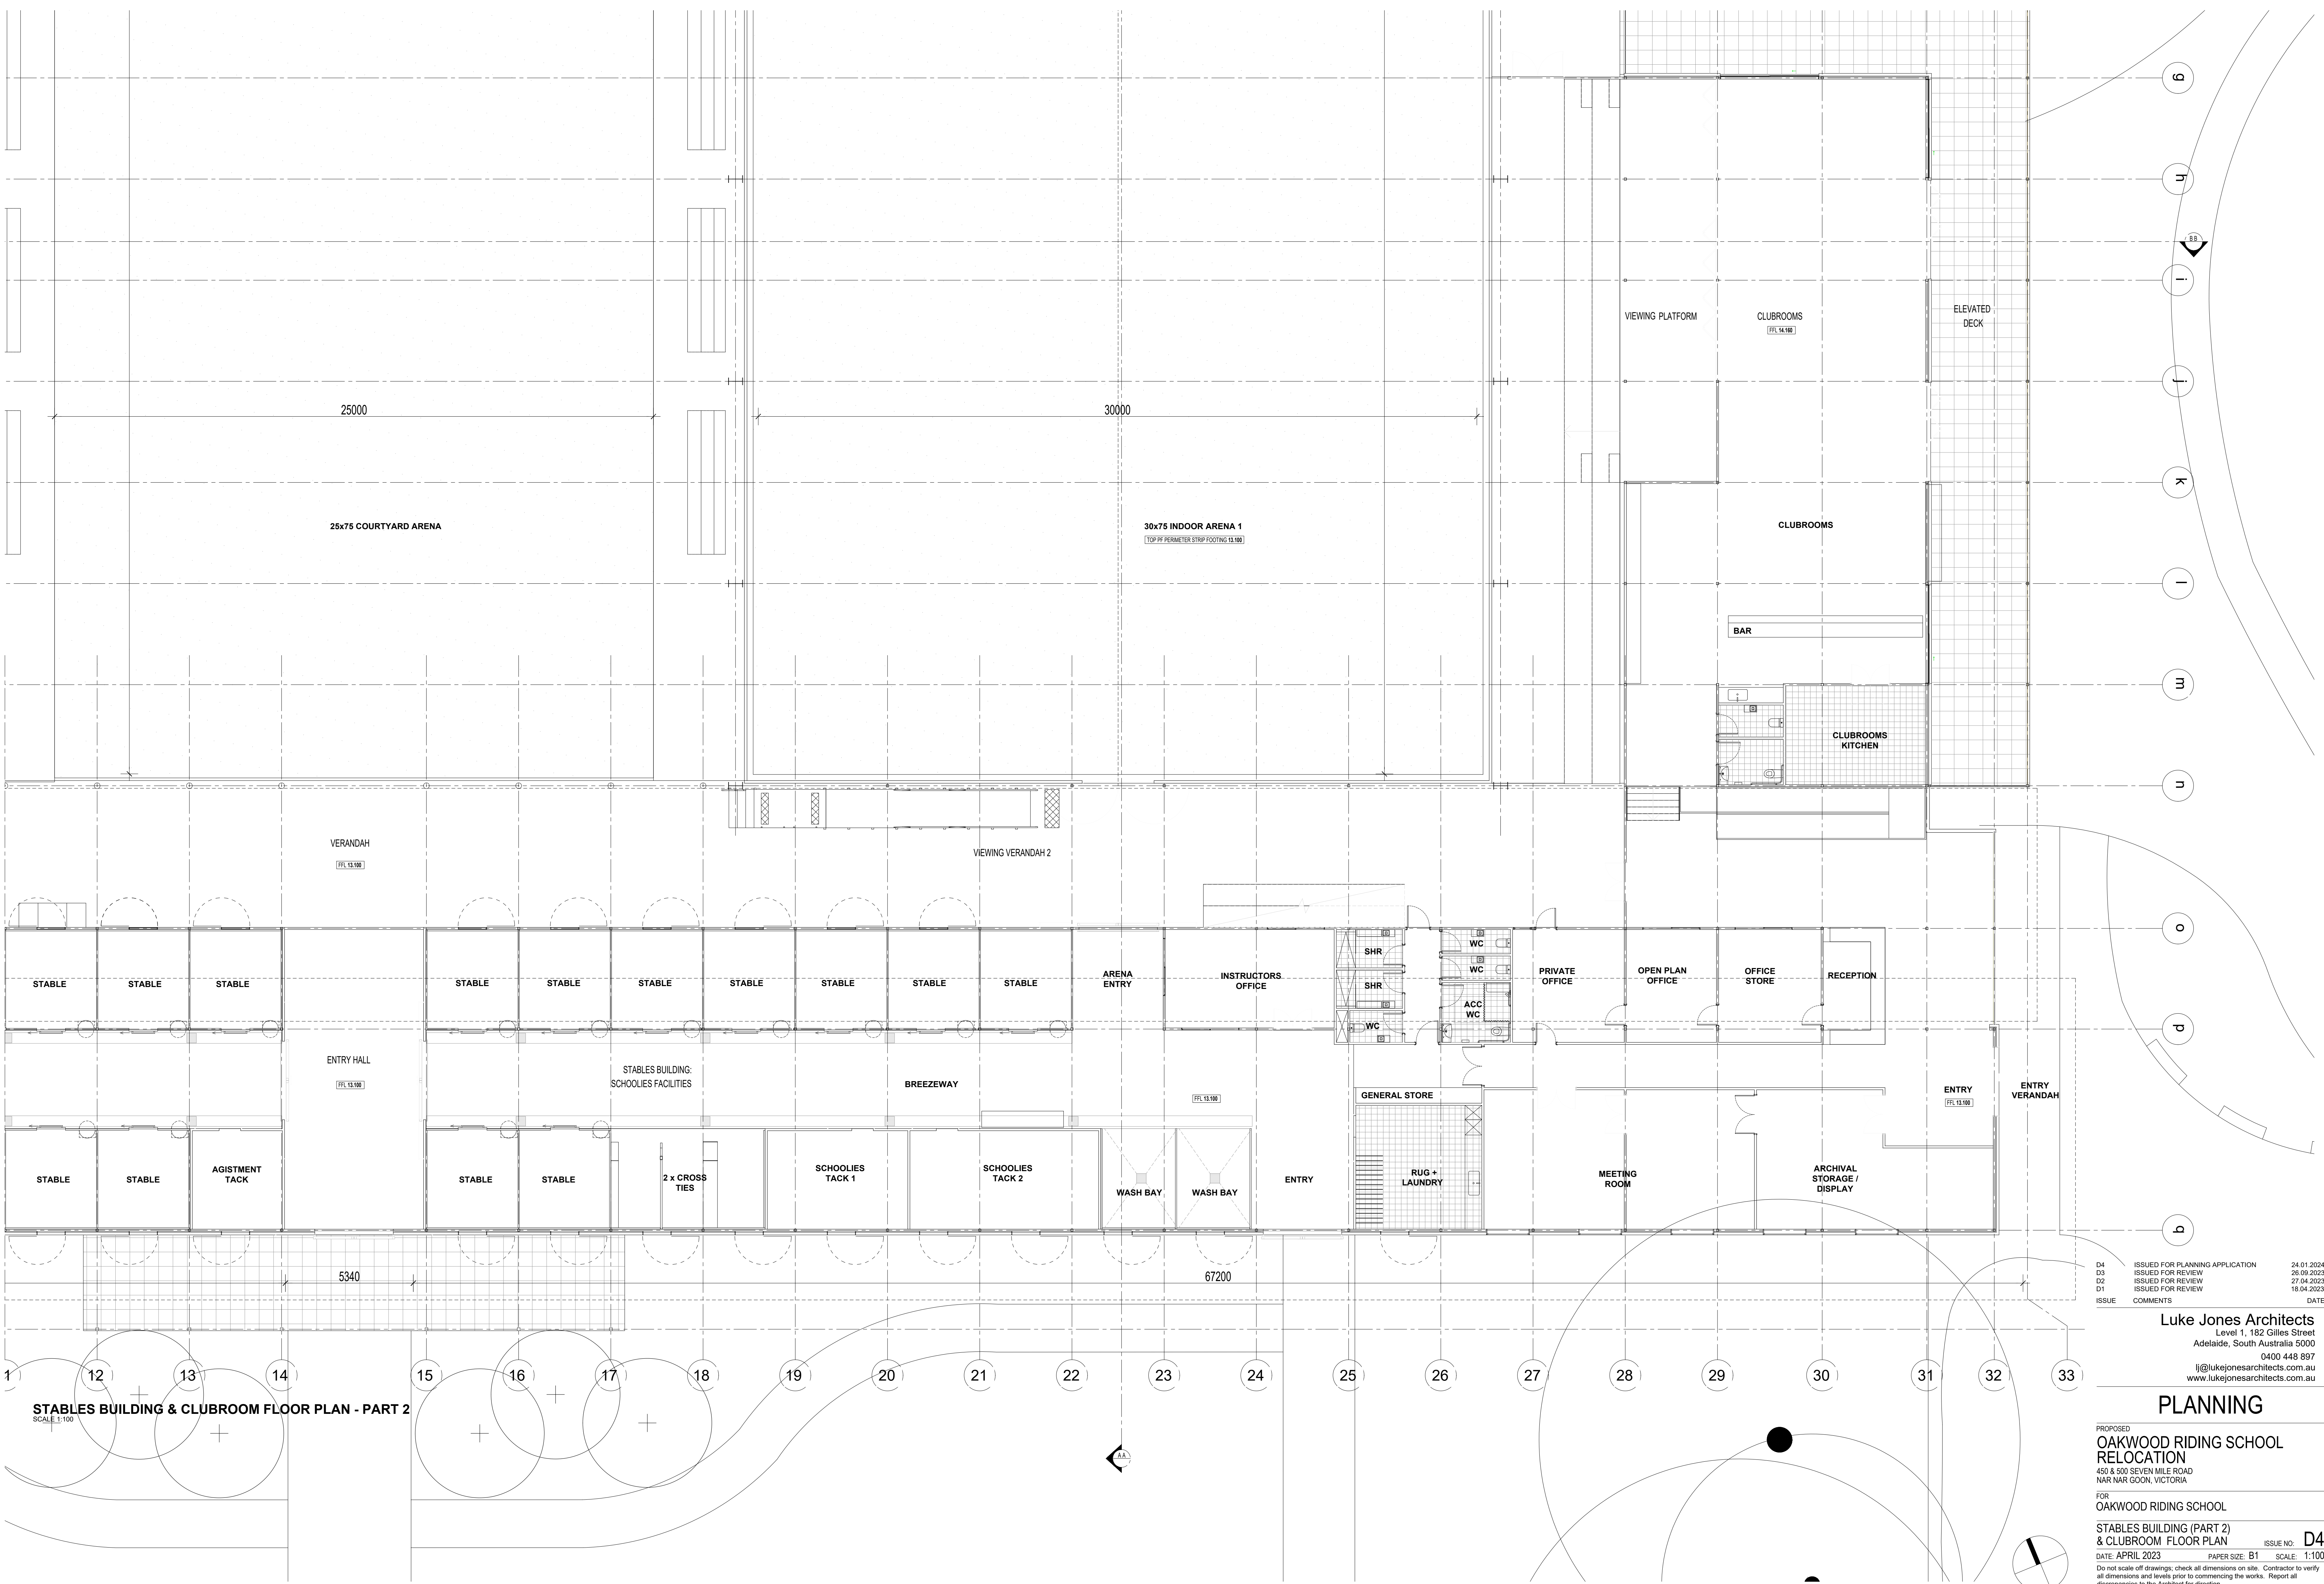 g
h
B B
i
VIEWING PLATFORM
CLUBROOMS
FFL 14.160
ELEVATED
DECK
j
25000
30000
k
25x75 COURTYARD ARENA
30x75 INDOOR ARENA 1
TOP PF PERIMETER STRIP FOOTING 13.100
CLUBROOMS
l
BAR
m
CLUBROOMS
KITCHEN
n
VERANDAH
FFL 13.100
VIEWING VERANDAH 2
o
STABLE
STABLE
STABLE
STABLE
STABLE
STABLE
STABLE
STABLE
STABLE
STABLE
ARENA
ENTRY
INSTRUCTORS
OFFICE
SHR
SHR
WC
WC
WC
ACC
WC
PRIVATE
OFFICE
OPEN PLAN
OFFICE
OFFICE
STORE
RECEPTION
p
ENTRY HALL
FFL 13.100
STABLES BUILDING:
SCHOOLIES FACILITIES
BREEZEWAY
FFL 13.100
GENERAL STORE
ENTRY
FFL 13.100
ENTRY
VERANDAH
STABLE
STABLE
AGISTMENT
TACK
STABLE
STABLE
2 x CROSS
TIES
SCHOOLIES
TACK 1
SCHOOLIES
TACK 2
WASH BAY
WASH BAY
ENTRY
RUG +
LAUNDRY
MEETING
ROOM
ARCHIVAL
STORAGE /
DISPLAY
q
5340
67200
1
12
13
14
15
16
17
18
19
20
21
22
23
24
25
26
27
28
29
30
31
32
33
STABLES BUILDING & CLUBROOM FLOOR PLAN - PART 2
SCALE 1:100
A A
D4 ISSUED FOR PLANNING APPLICATION 24.01.2024
D3 ISSUED FOR REVIEW 26.09.2023
D2 ISSUED FOR REVIEW 27.04.2023
D1 ISSUED FOR REVIEW 18.04.2023
ISSUE COMMENTS DATE
Luke Jones Architects
Level 1, 182 Gilles Street
Adelaide, South Australia 5000
0400 448 897
lj@lukejonesarchitects.com.au
www.lukejonesarchitects.com.au
PLANNING
PROPOSED
OAKWOOD RIDING SCHOOL
RELOCATION
450 & 500 SEVEN MILE ROAD
NAR NAR GOON, VICTORIA
FOR
OAKWOOD RIDING SCHOOL
STABLES BUILDING (PART 2)
& CLUBROOM FLOOR PLAN ISSUE NO: D4
DATE: APRIL 2023 PAPER SIZE: B1 SCALE: 1:100
Do not scale off drawings; check all dimensions on site. Contractor to verify
all dimensions and levels prior to commencing the works. Report all
discrepancies to the Architect for direction